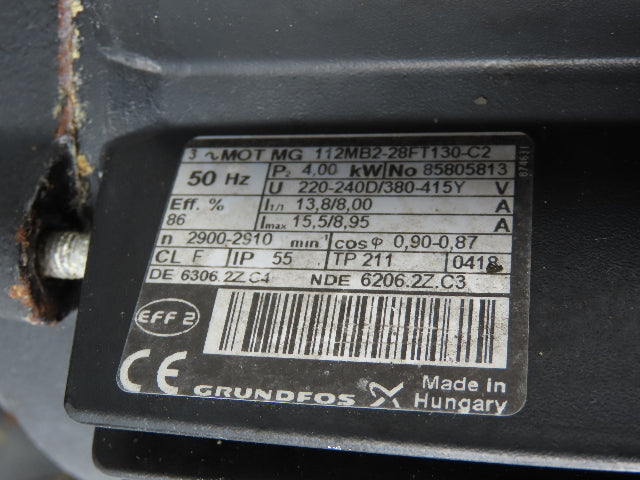 3 ~ MOT MG 112MB2-28FT130-C2
50 Hz P2 4,00 kW No 85805813
U 220-240D/380-415Y V
Eff. % I1/1 13,8/8,00 A
86 Imax 15,5/8,95 A
n 2900-2910 min⁻¹ cos φ 0,90-0,87
CL F IP 55 TP 211 0418
DE 6306.2Z.C4 NDE 6206.2Z.C3
EFF 2
CE GRUNDFOS Made in
Hungary